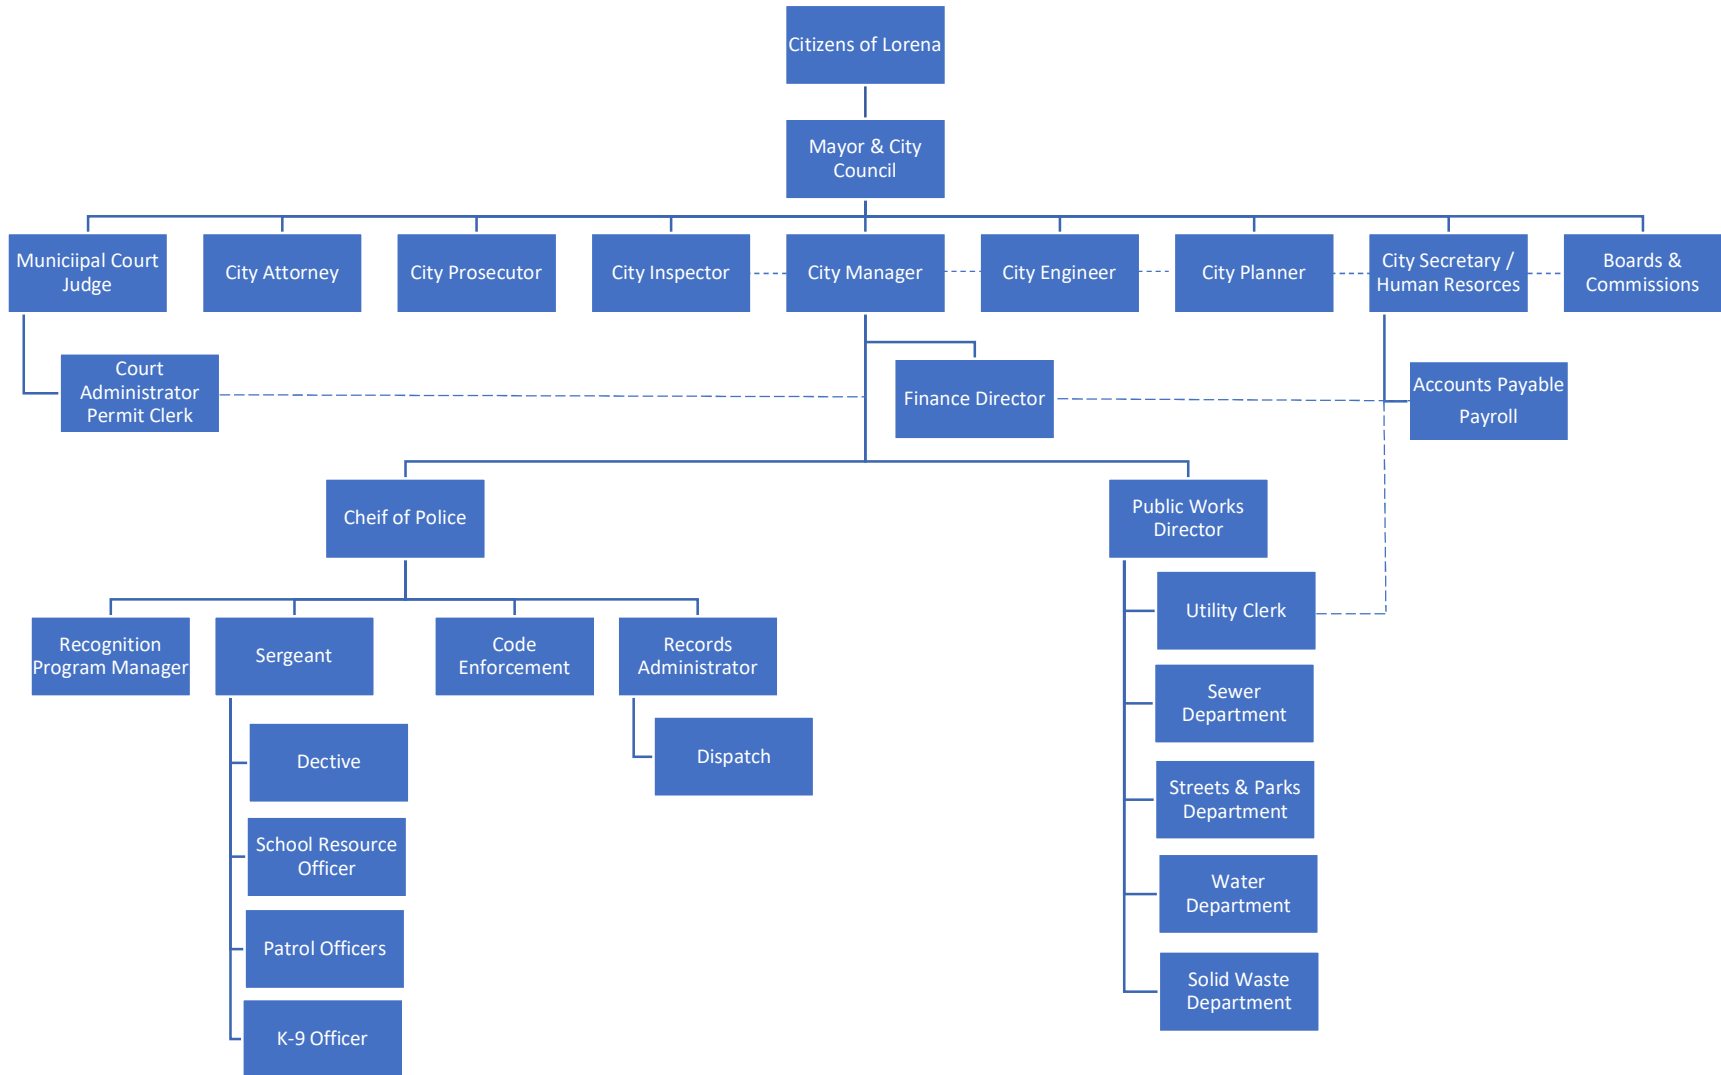 Citizens of Lorena
Mayor & City
Council
Municiipal Court
Judge
City Attorney
City Prosecutor
City Inspector
City Manager
City Engineer
City Planner
City Secretary /
Human Resorces
Boards &
Commissions
Court
Administrator
Permit Clerk
Finance Director
Accounts Payable
Payroll
Cheif of Police
Public Works
Director
Recognition
Program Manager
Sergeant
Code
Enforcement
Records
Administrator
Dective
School Resource
Officer
Patrol Officers
K-9 Officer
Dispatch
Utility Clerk
Sewer
Department
Streets & Parks
Department
Water
Department
Solid Waste
Department